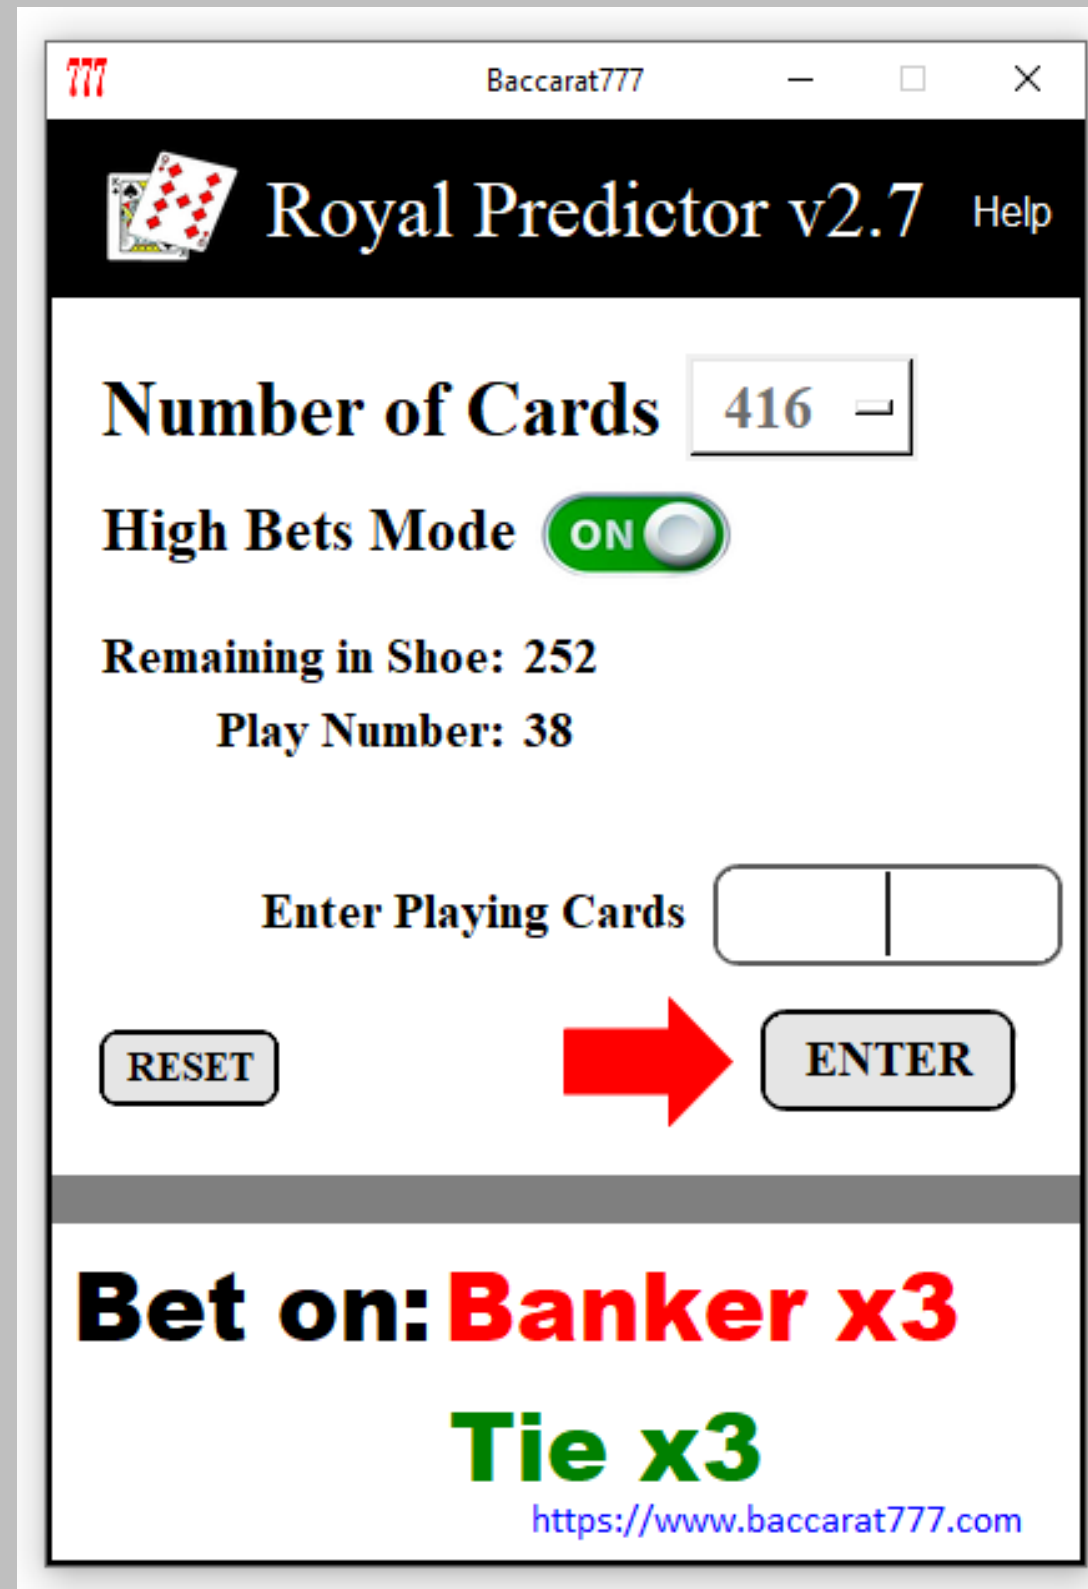 777 Baccarat777
Royal Predictor v2.7 Help
Number of Cards 416
High Bets Mode ON
Remaining in Shoe: 252
Play Number: 38
Enter Playing Cards
RESET ENTER
Bet on: Banker x3
Tie x3
https://www.baccarat777.com